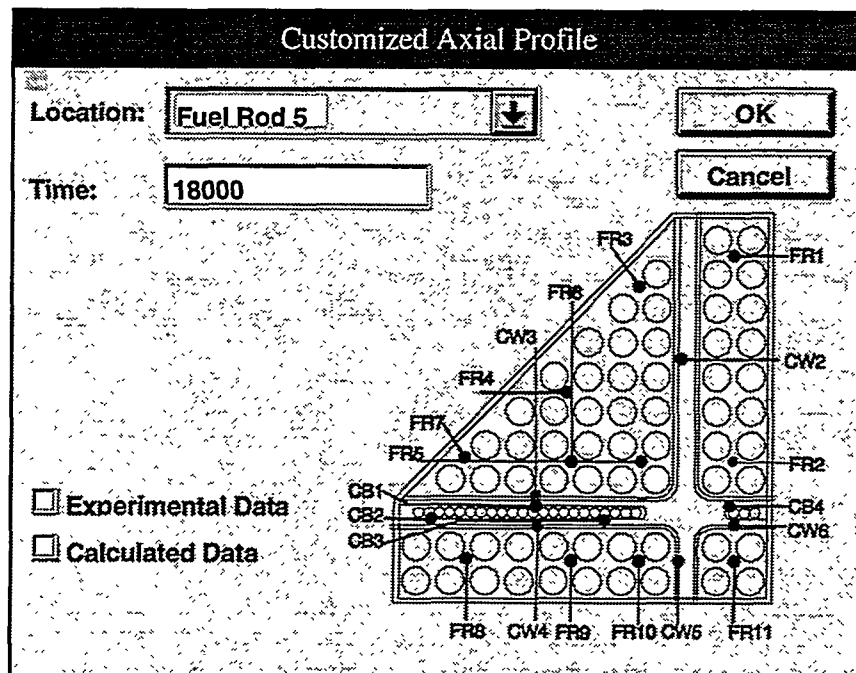 Customized Axial Profile
Location: Fuel Rod 5 OK
Time: 18000 Cancel
FR3
FR1
FR6
CW3
CW2
FR4
FR7
FR5
FR2
CB1
CB4
CB2
CW6
CB3
Experimental Data
Calculated Data
FR8 CW4 FR9 FR10 CW5 FR11